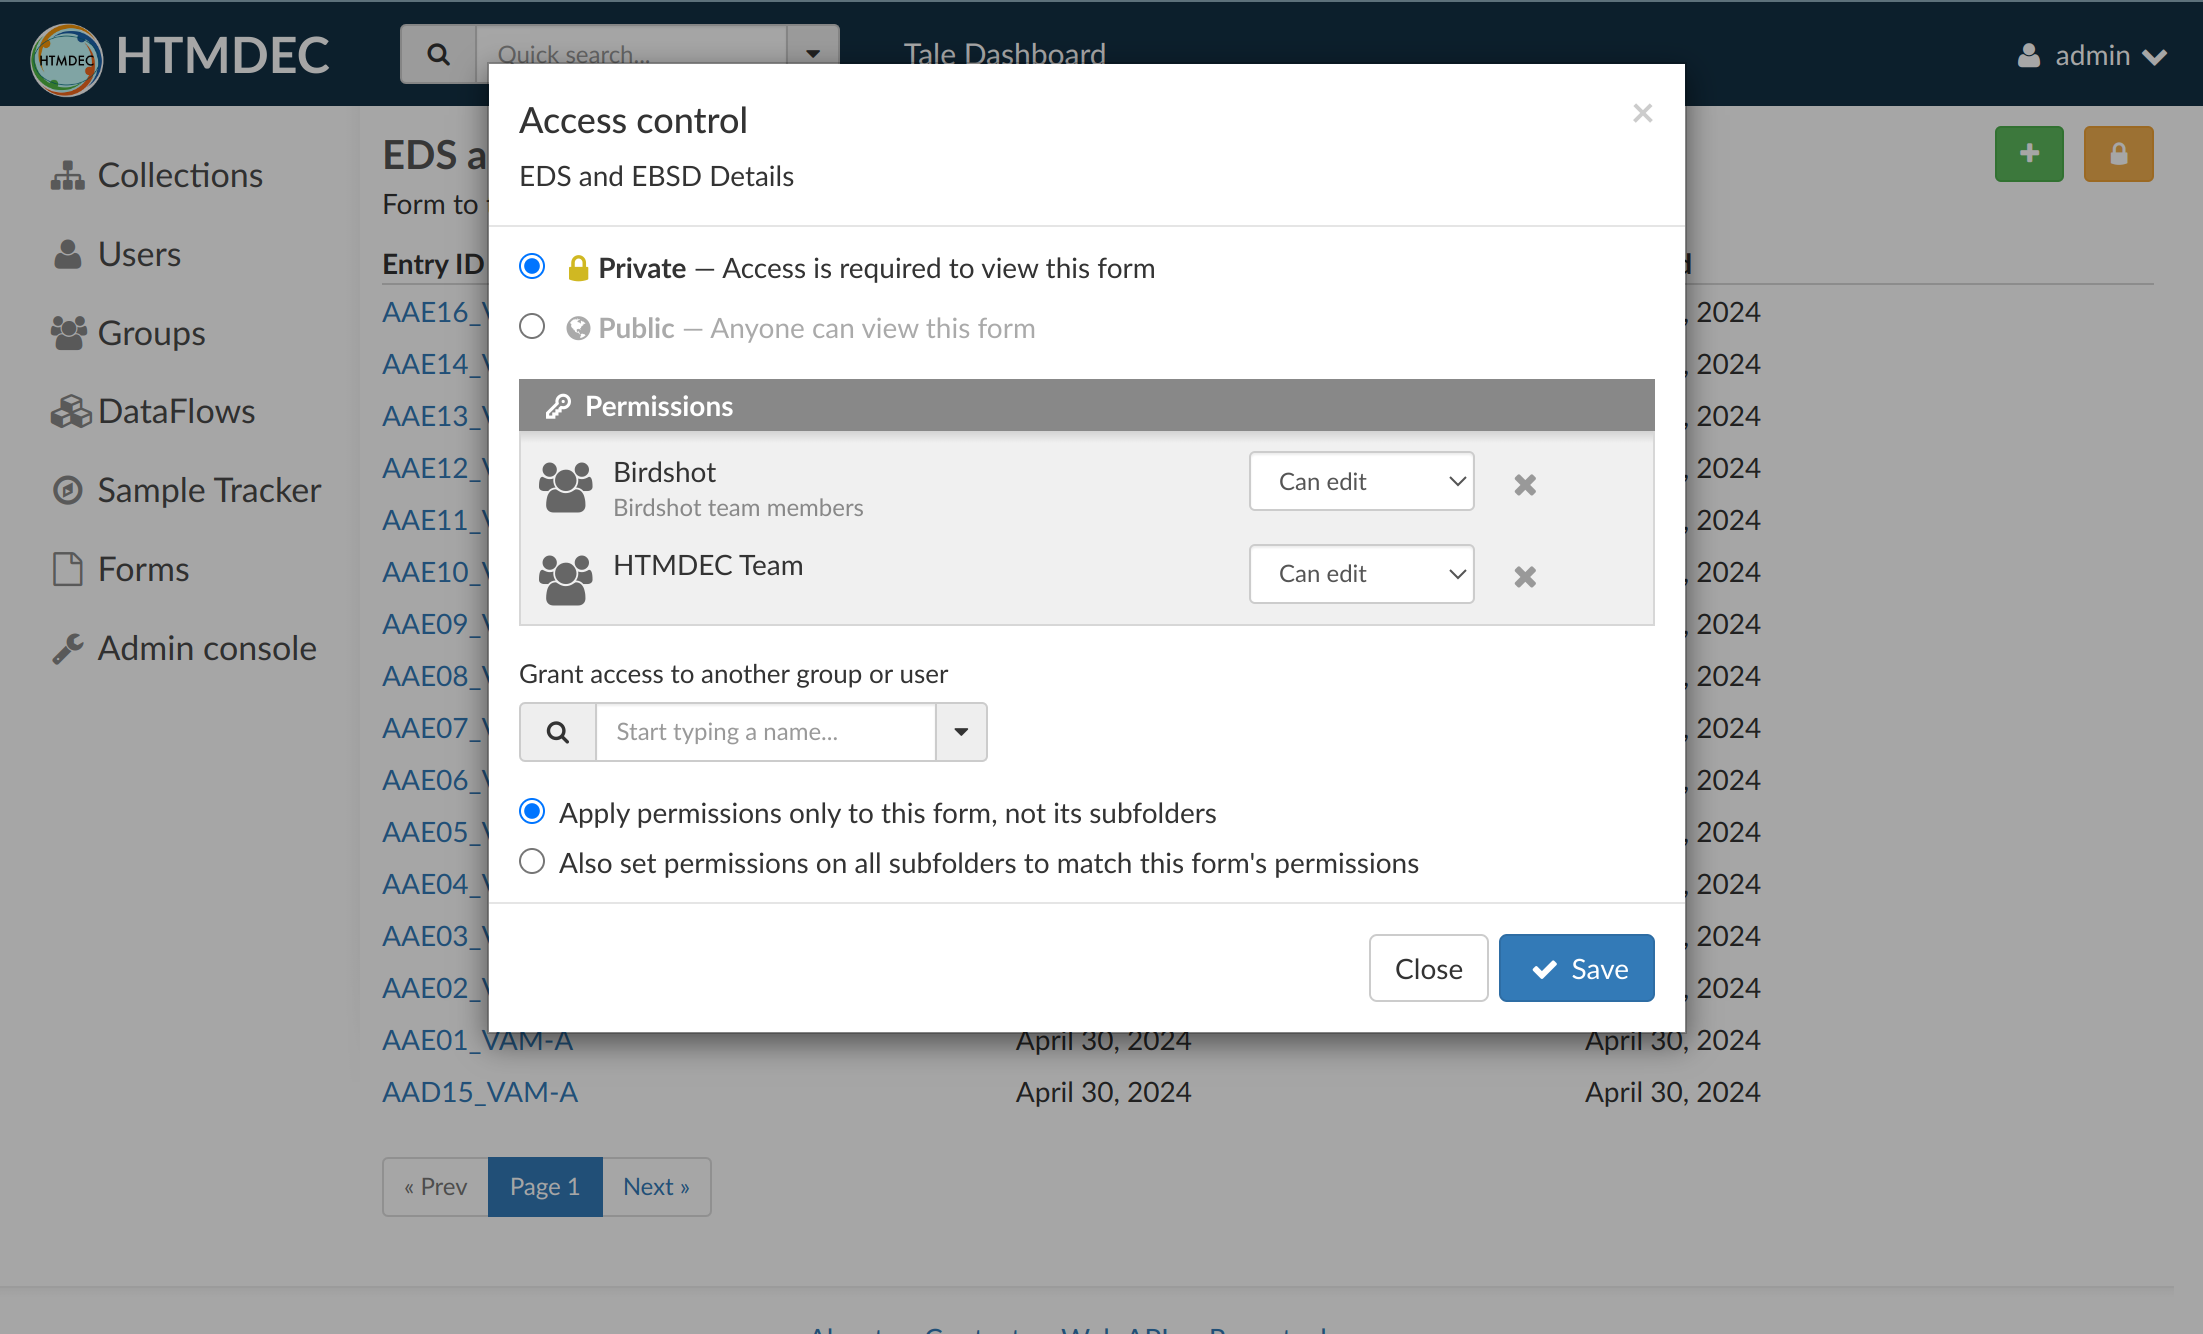 HTMDEC HTMDEC Quick search... Tale Dashboard admin
Collections
Users
Groups
DataFlows
Sample Tracker
Forms
Admin console
EDS a
Form to
Entry ID
AAE16_
AAE14_
AAE13_
AAE12_
AAE11_
AAE10_
AAE09_
AAE08_
AAE07_
AAE06_
AAE05_
AAE04_
AAE03_
AAE02_
AAE01_VAM-A April 30, 2024 April 30, 2024
AAD15_VAM-A April 30, 2024 April 30, 2024
Access control ×
EDS and EBSD Details
Private — Access is required to view this form
Public — Anyone can view this form
Permissions
Birdshot Can edit
Birdshot team members
HTMDEC Team Can edit
Grant access to another group or user
Start typing a name...
Apply permissions only to this form, not its subfolders
Also set permissions on all subfolders to match this form's permissions
Close Save
d
, 2024
, 2024
, 2024
, 2024
, 2024
, 2024
, 2024
, 2024
, 2024
, 2024
, 2024
, 2024
, 2024
, 2024
« Prev Page 1 Next »